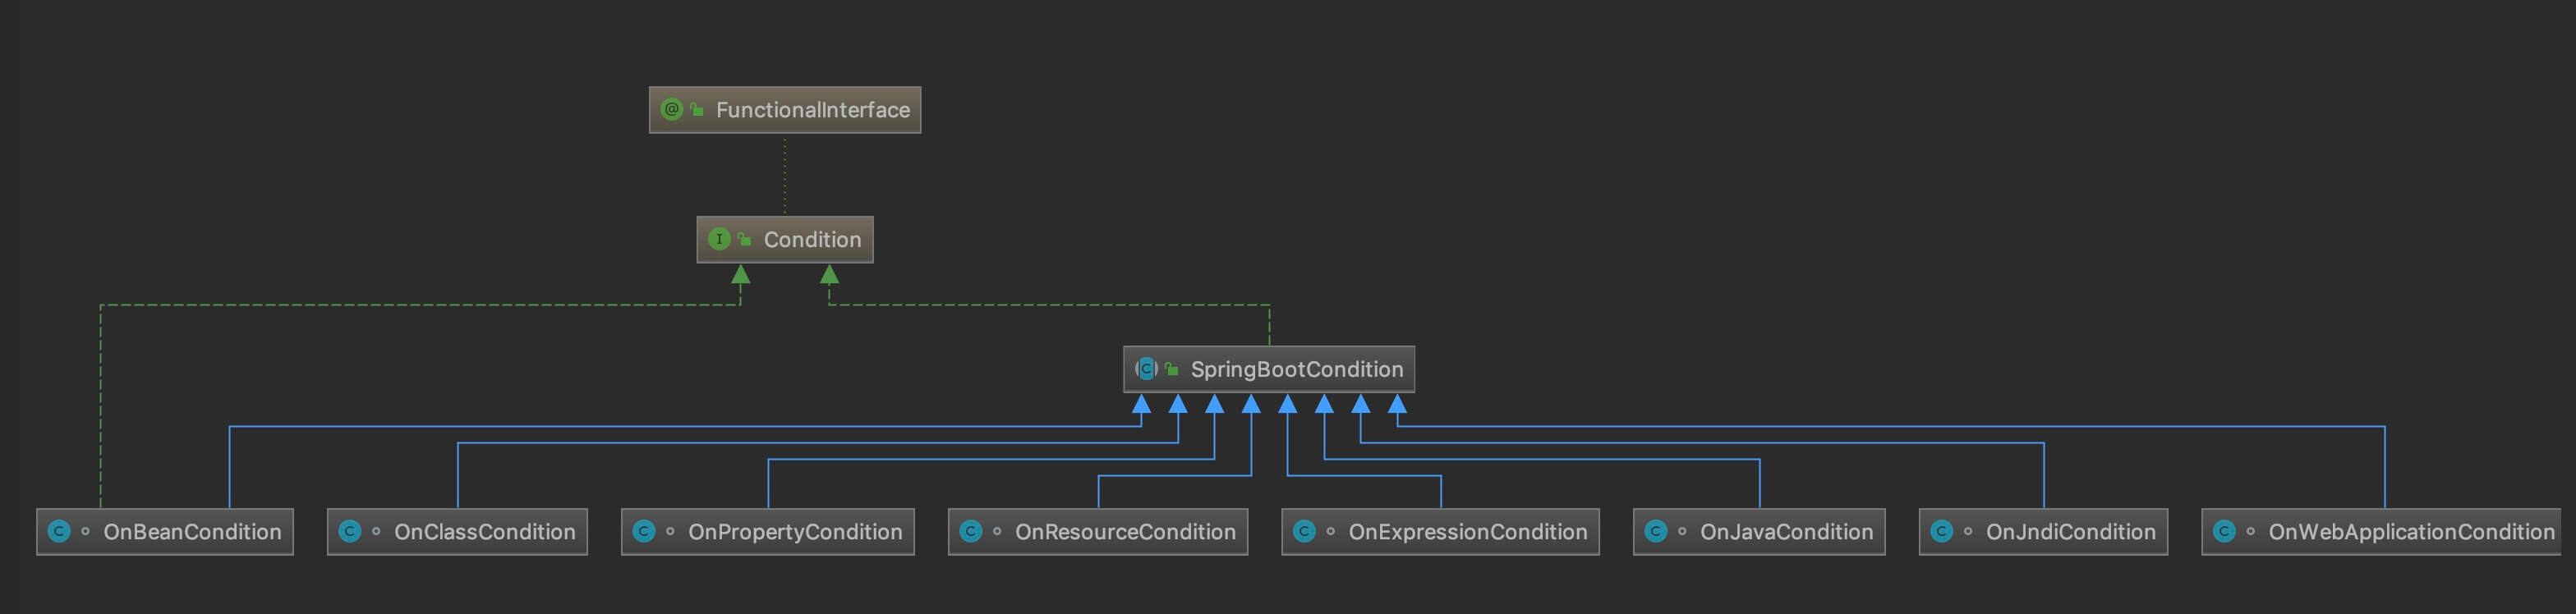 FunctionalInterface
Condition
SpringBootCondition
OnBeanCondition
OnClassCondition
OnPropertyCondition
OnResourceCondition
OnExpressionCondition
OnJavaCondition
OnJndiCondition
OnWebApplicationCondition